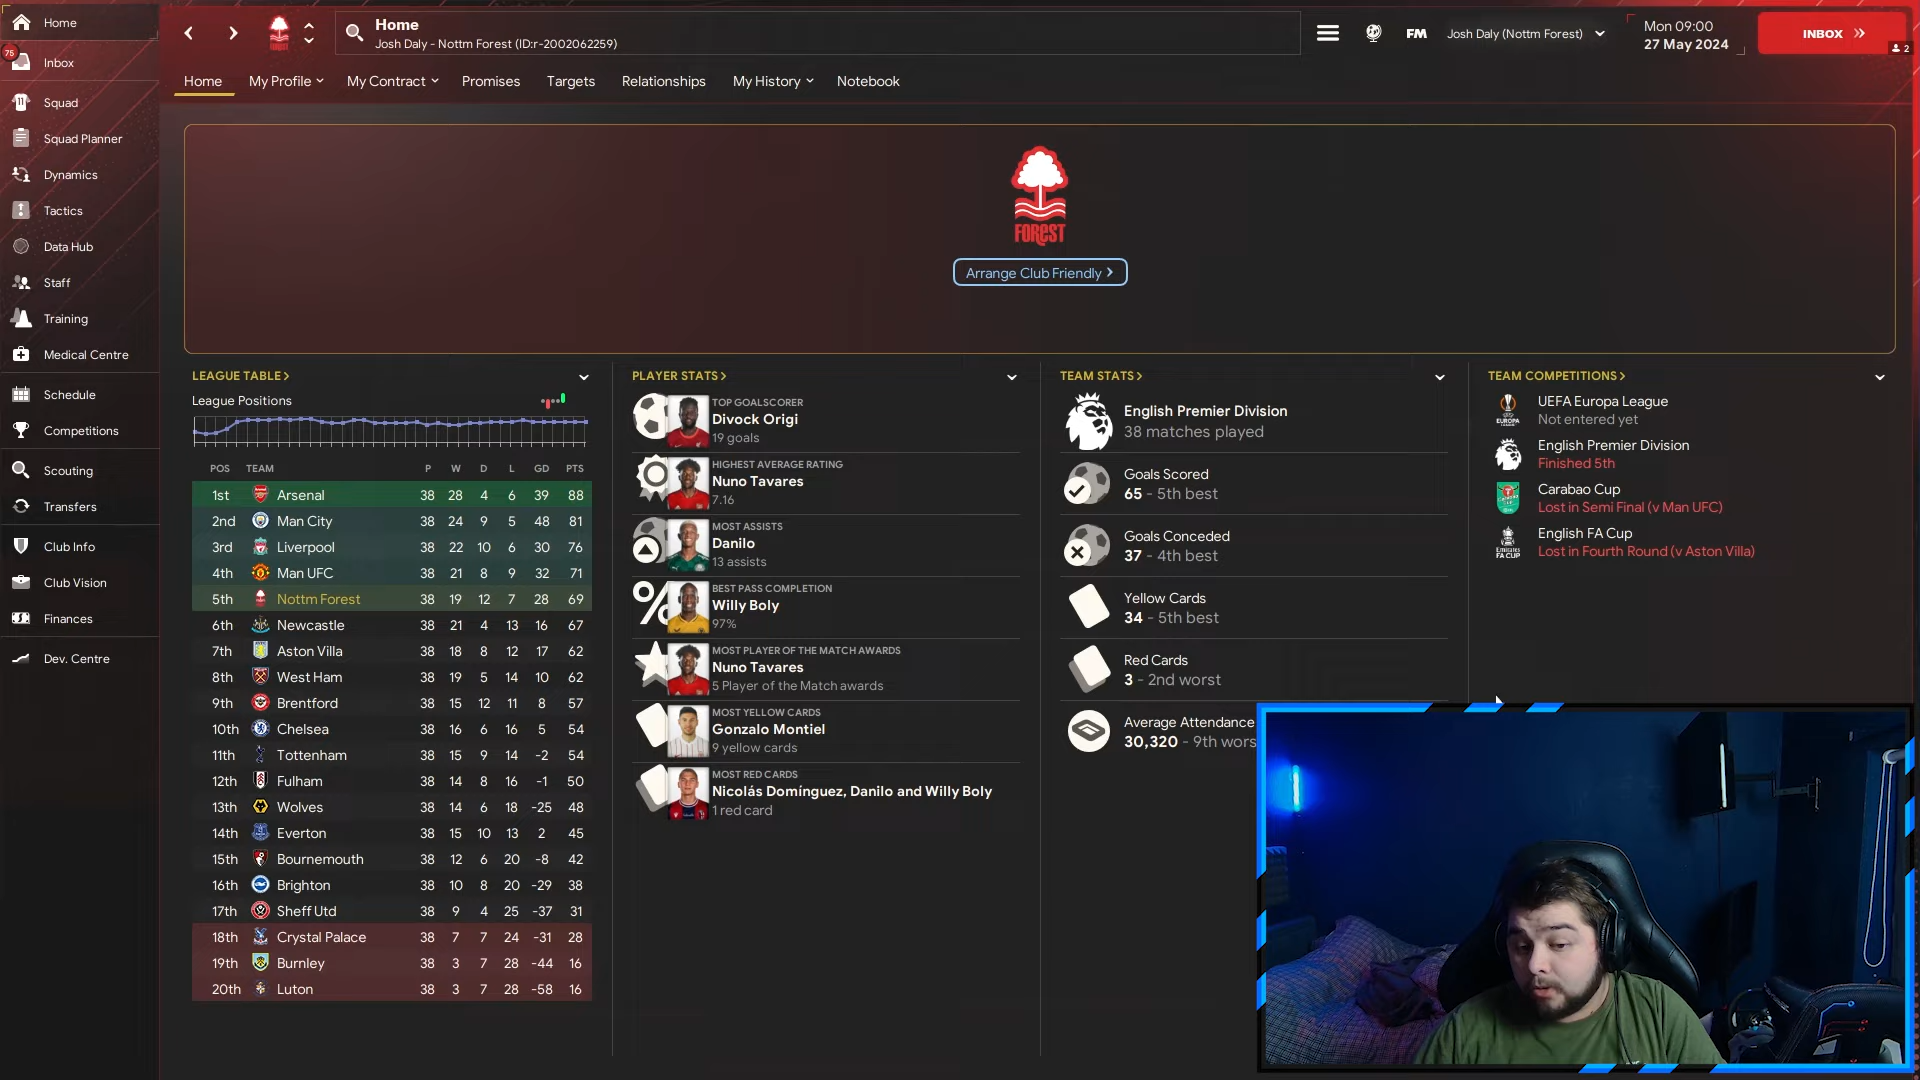 Home
75
Inbox
Squad
Squad Planner
Dynamics
Tactics
Data Hub
Staff
Training
Medical Centre
Schedule
Competitions
Scouting
Transfers
Club Info
Club Vision
Finances
Dev. Centre
Home
Josh Daly - Nottm Forest (ID:r-2002062259)
FM
Josh Daly (Nottm Forest)
Mon 09:00
27 May 2024
INBOX
2
Home My Profile My Contract Promises Targets Relationships My History Notebook
FOREST
Arrange Club Friendly >
LEAGUE TABLE >
League Positions
POS TEAM P W D L GD PTS
1st Arsenal 38 28 4 6 39 88
2nd Man City 38 24 9 5 48 81
3rd Liverpool 38 22 10 6 30 76
4th Man UFC 38 21 8 9 32 71
5th Nottm Forest 38 19 12 7 28 69
6th Newcastle 38 21 4 13 16 67
7th Aston Villa 38 18 8 12 17 62
8th West Ham 38 19 5 14 10 62
9th Brentford 38 15 12 11 8 57
10th Chelsea 38 16 6 16 5 54
11th Tottenham 38 15 9 14 -2 54
12th Fulham 38 14 8 16 -1 50
13th Wolves 38 14 6 18 -25 48
14th Everton 38 15 10 13 2 45
15th Bournemouth 38 12 6 20 -8 42
16th Brighton 38 10 8 20 -29 38
17th Sheff Utd 38 9 4 25 -37 31
18th Crystal Palace 38 7 7 24 -31 28
19th Burnley 38 3 7 28 -44 16
20th Luton 38 3 7 28 -58 16
PLAYER STATS >
TOP GOALSCORER
Divock Origi
19 goals
HIGHEST AVERAGE RATING
Nuno Tavares
7.16
MOST ASSISTS
Danilo
13 assists
BEST PASS COMPLETION
Willy Boly
97%
MOST PLAYER OF THE MATCH AWARDS
Nuno Tavares
5 Player of the Match awards
MOST YELLOW CARDS
Gonzalo Montiel
9 yellow cards
MOST RED CARDS
Nicolás Domínguez, Danilo and Willy Boly
1 red card
TEAM STATS >
English Premier Division
38 matches played
Goals Scored
65 - 5th best
Goals Conceded
37 - 4th best
Yellow Cards
34 - 5th best
Red Cards
3 - 2nd worst
Average Attendance
30,320 - 9th wors
TEAM COMPETITIONS >
UEFA Europa League
Not entered yet
English Premier Division
Finished 5th
Carabao Cup
Lost in Semi Final (v Man UFC)
English FA Cup
Lost in Fourth Round (v Aston Villa)